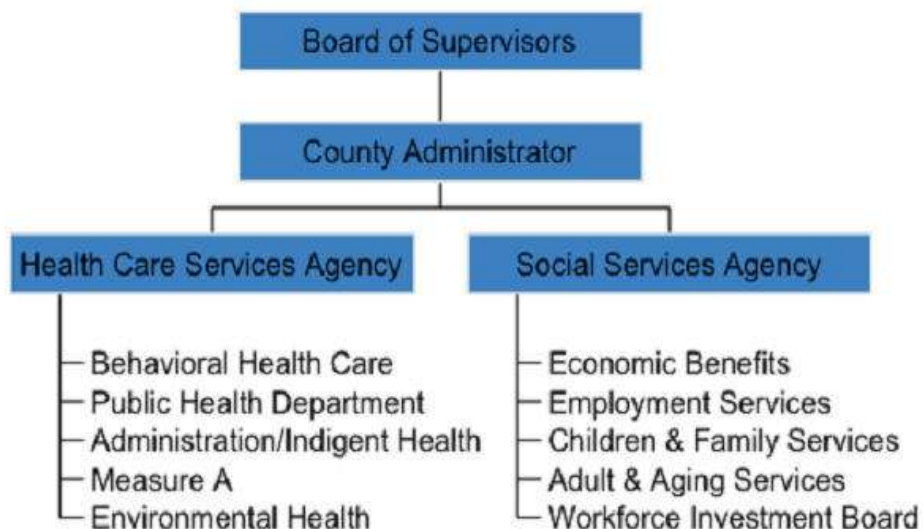 Board of Supervisors
County Administrator
Health Care Services Agency
Behavioral Health Care
Public Health Department
Administration/Indigent Health
Measure A
Environmental Health
Social Services Agency
Economic Benefits
Employment Services
Children & Family Services
Adult & Aging Services
Workforce Investment Board